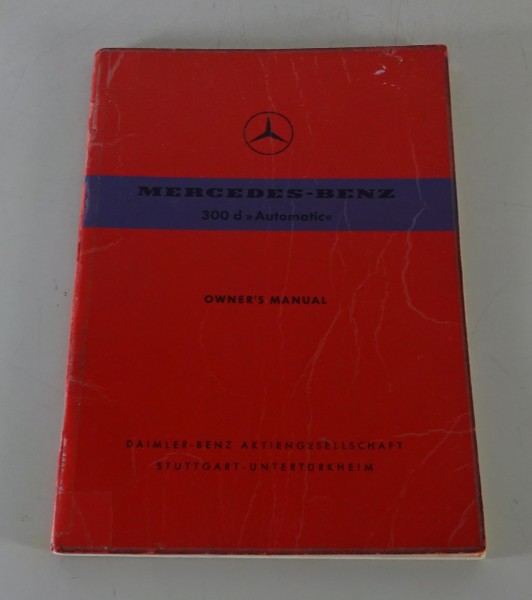 MERCEDES-BENZ
300 d »Automatic«
OWNER'S MANUAL
DAIMLER-BENZ AKTIENGESELLSCHAFT
STUTTGART-UNTERTÜRKHEIM